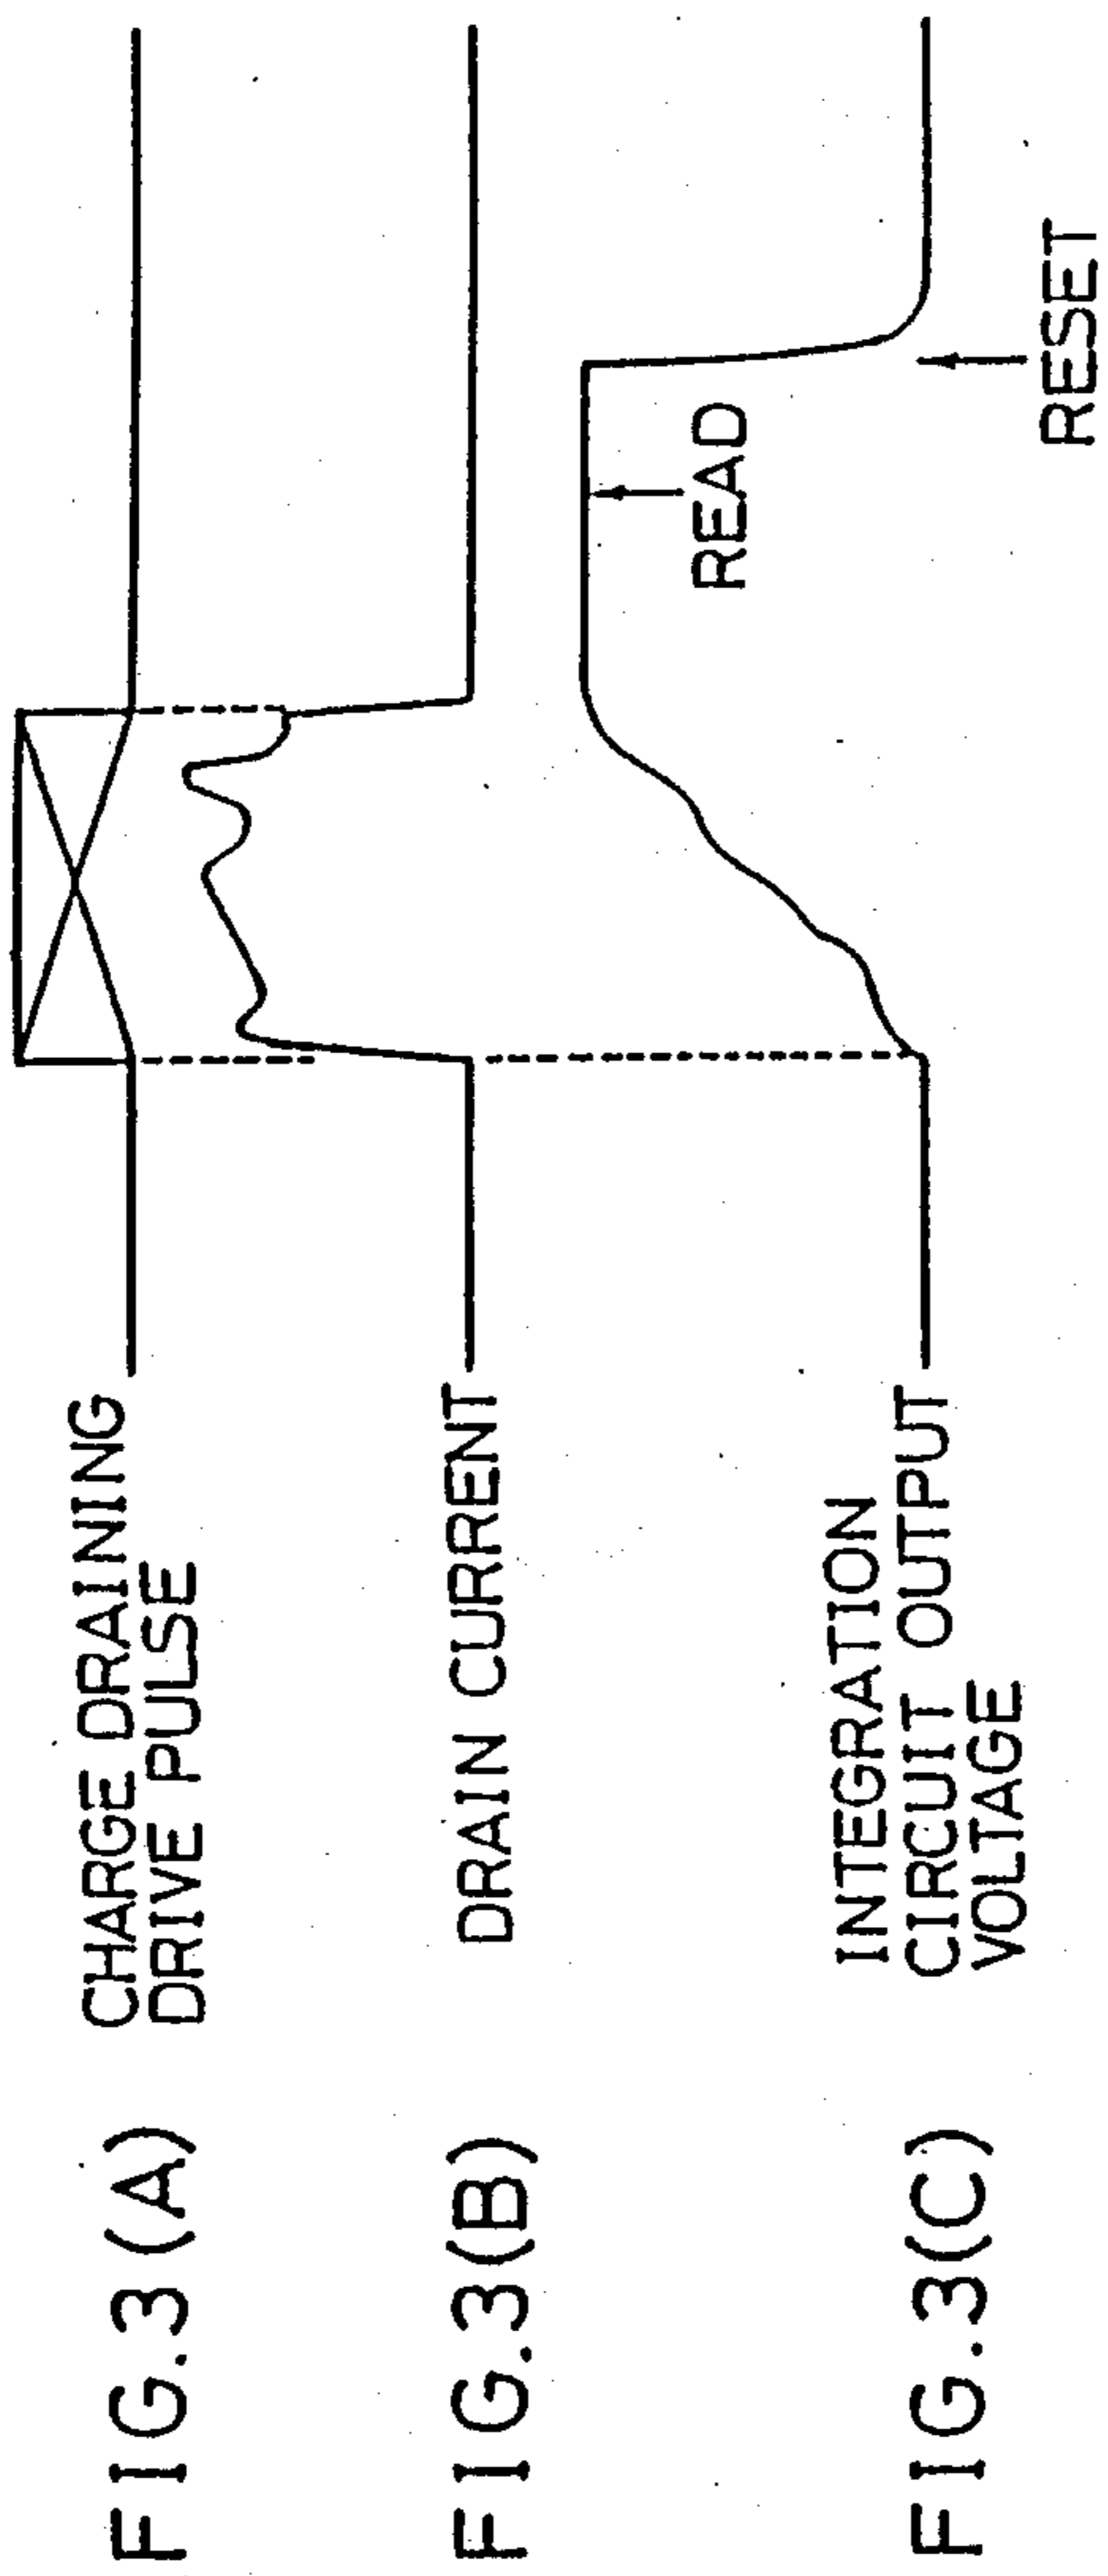 FIG.3(A)
CHARGE DRAINING
DRIVE PULSE
FIG.3(B)
DRAIN CURRENT
FIG.3(C)
INTEGRATION
CIRCUIT OUTPUT
VOLTAGE
READ
RESET